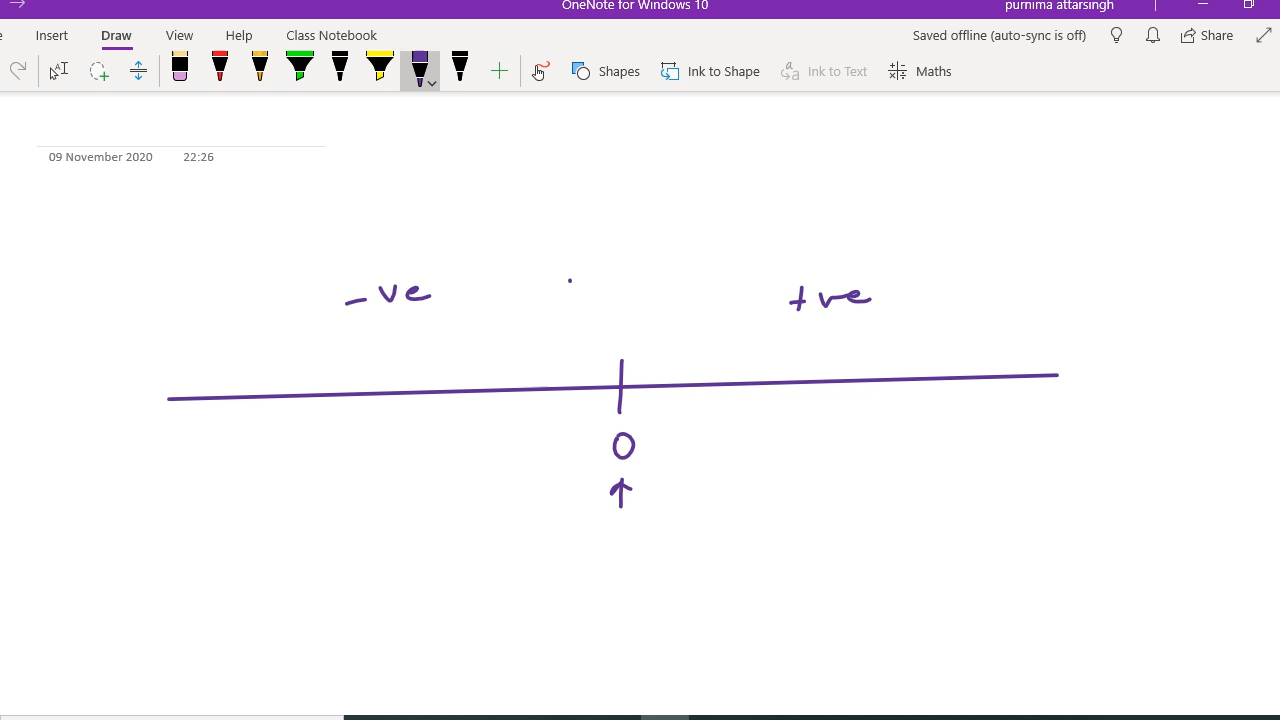 OneNote for Windows 10 purnima attarsingh
Insert Draw View Help Class Notebook Saved offline (auto-sync is off) Share
Shapes Ink to Shape Ink to Text Maths
09 November 2020 22:26
-ve +ve
0